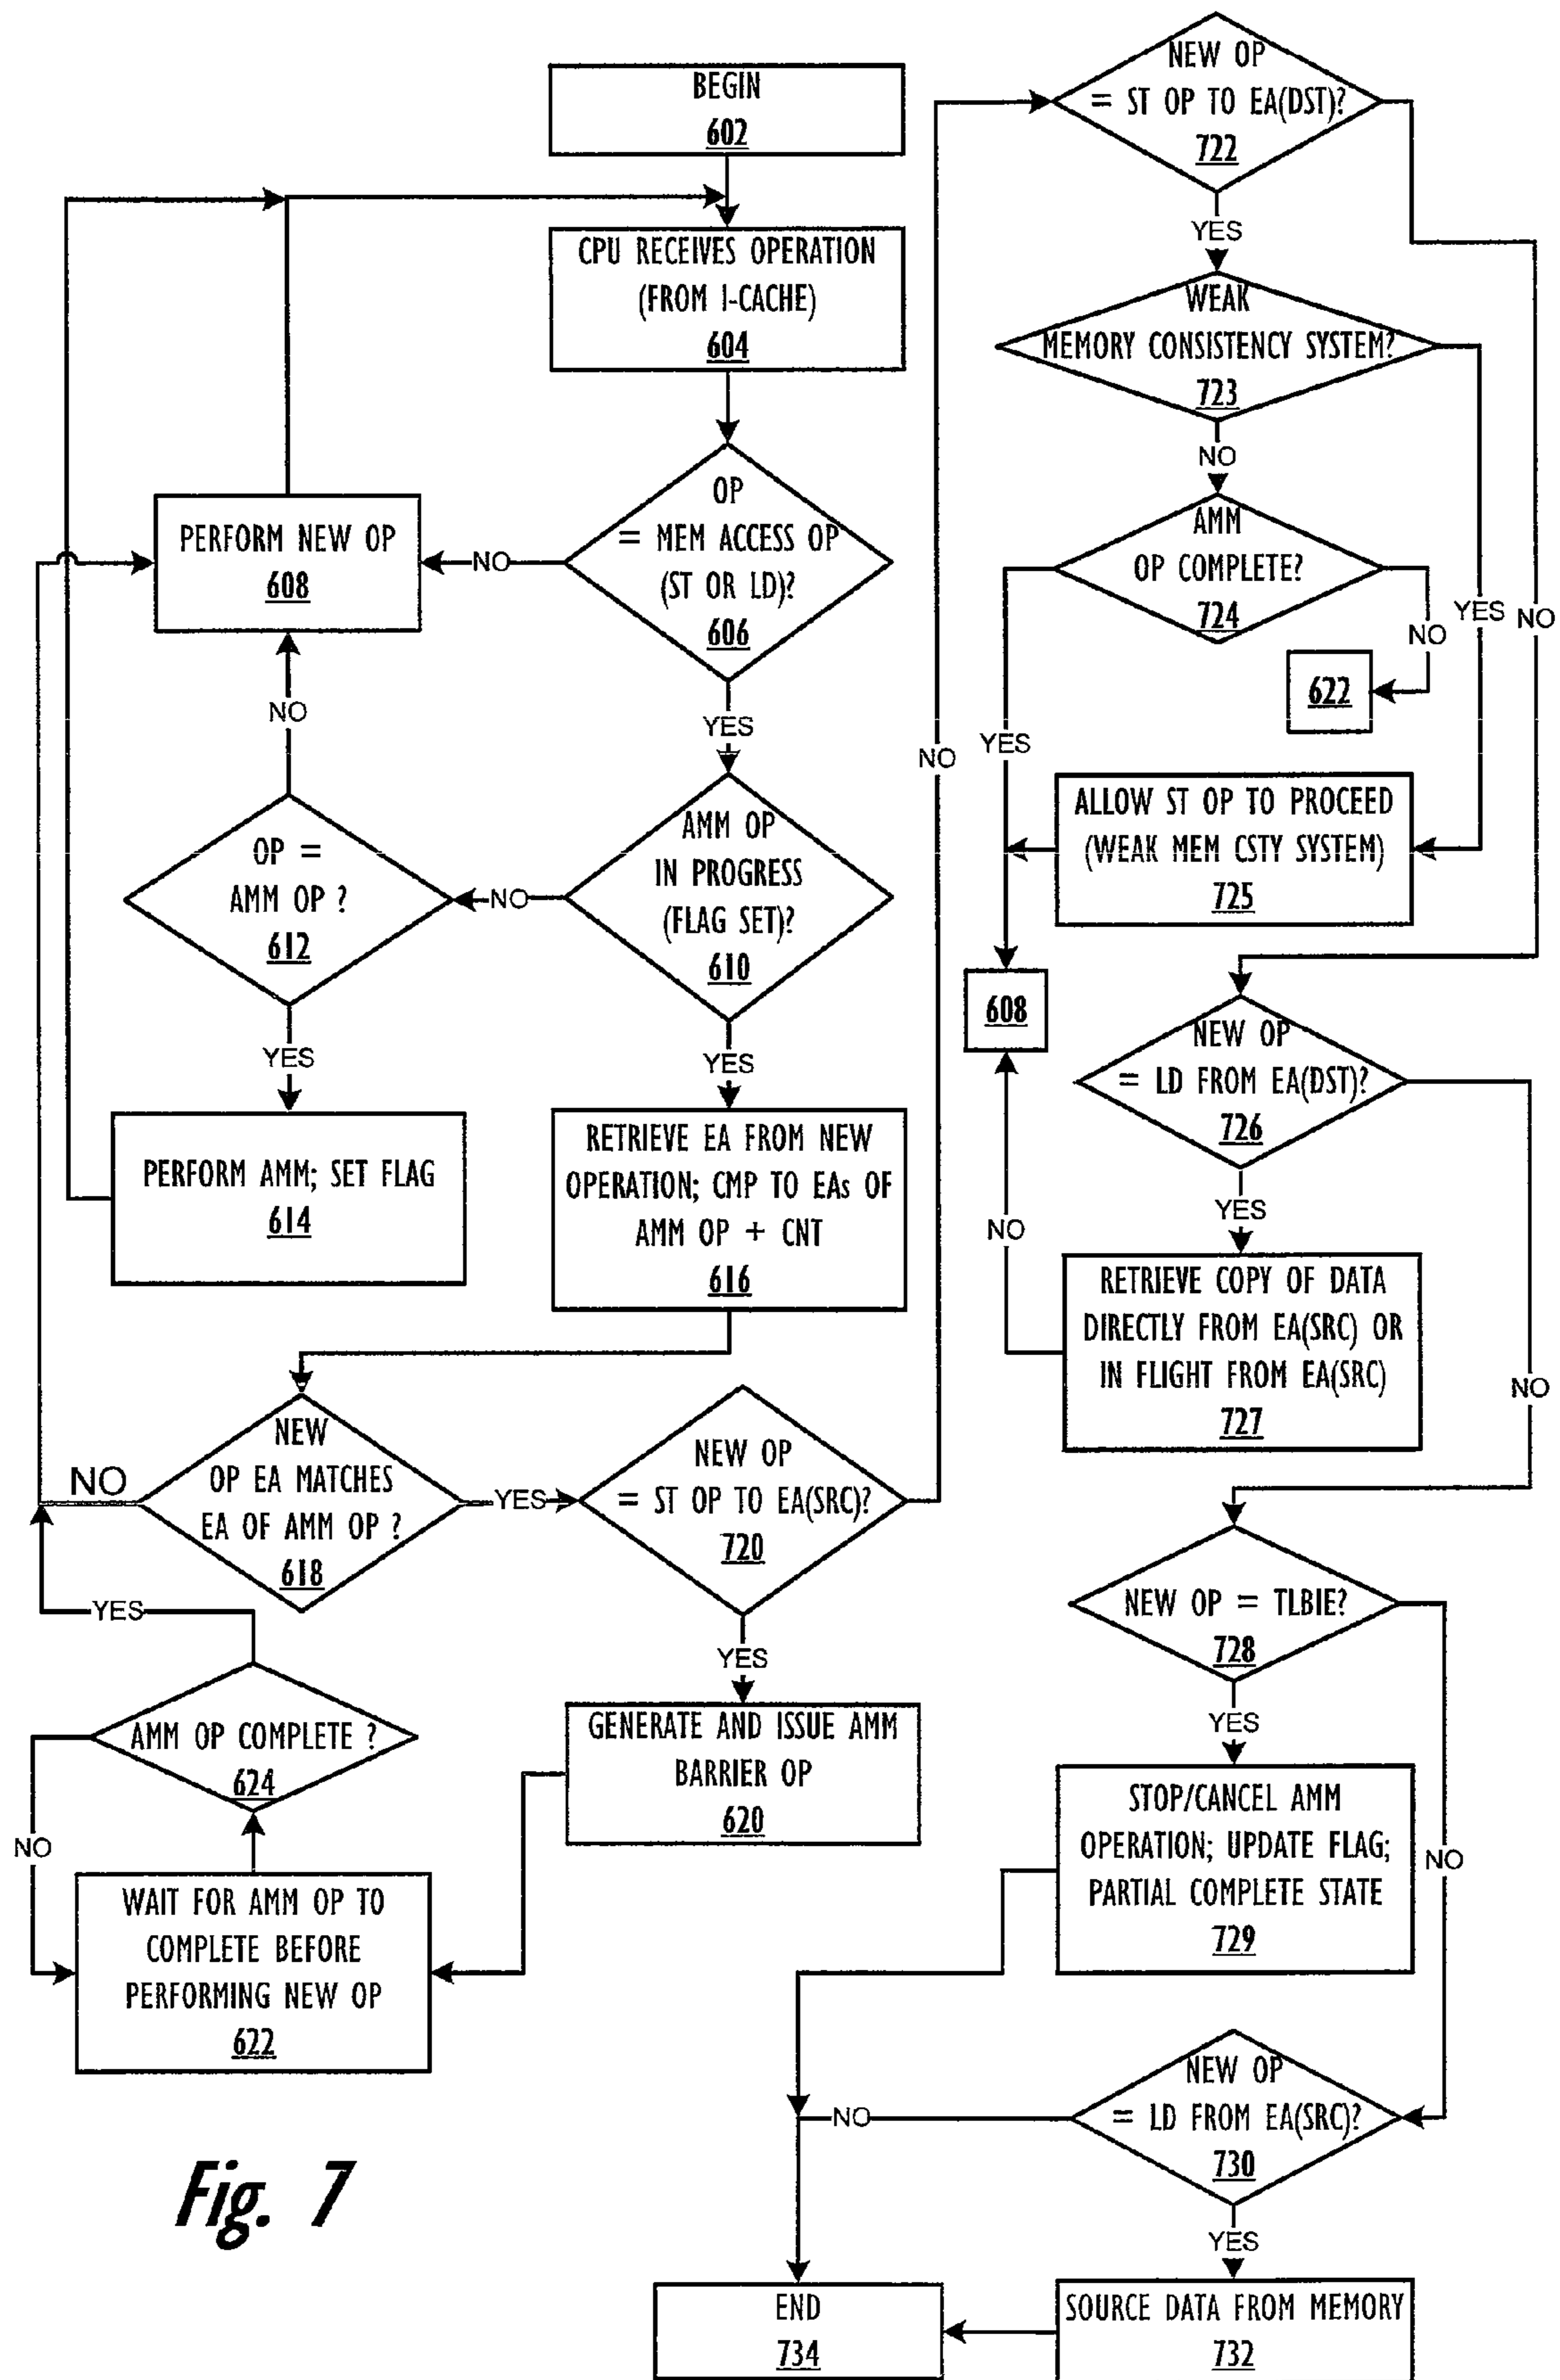 BEGIN
602
CPU RECEIVES OPERATION
(FROM I-CACHE)
604
OP
= MEM ACCESS OP
(ST OR LD)?
606
NO
PERFORM NEW OP
608
YES
NO
AMM OP
IN PROGRESS
(FLAG SET)?
610
NO
OP =
AMM OP ?
612
YES
YES
PERFORM AMM; SET FLAG
614
RETRIEVE EA FROM NEW
OPERATION; CMP TO EAs OF
AMM OP + CNT
616
NEW
OP EA MATCHES
EA OF AMM OP ?
618
NO
YES
NEW OP
= ST OP TO EA(SRC)?
720
NO
YES
GENERATE AND ISSUE AMM
BARRIER OP
620
YES
AMM OP COMPLETE ?
624
NO
WAIT FOR AMM OP TO
COMPLETE BEFORE
PERFORMING NEW OP
622
NEW OP
= ST OP TO EA(DST)?
722
YES
NO
WEAK
MEMORY CONSISTENCY SYSTEM?
723
NO
YES
AMM
OP COMPLETE?
724
NO
622
YES
ALLOW ST OP TO PROCEED
(WEAK MEM CSTY SYSTEM)
725
608
NEW OP
= LD FROM EA(DST)?
726
YES
NO
NO
RETRIEVE COPY OF DATA
DIRECTLY FROM EA(SRC) OR
IN FLIGHT FROM EA(SRC)
727
NEW OP = TLBIE?
728
YES
NO
STOP/CANCEL AMM
OPERATION; UPDATE FLAG;
PARTIAL COMPLETE STATE
729
NEW OP
= LD FROM EA(SRC)?
730
NO
YES
SOURCE DATA FROM MEMORY
732
END
734
Fig. 7